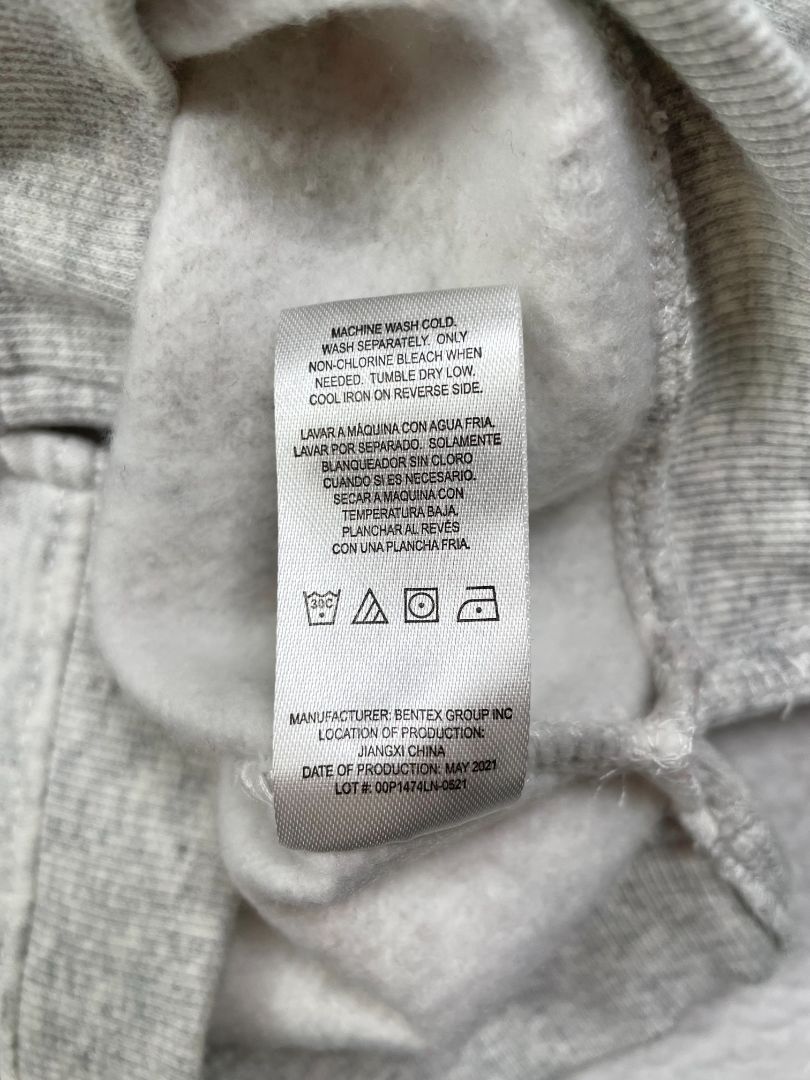 MACHINE WASH COLD.
WASH SEPARATELY. ONLY
NON-CHLORINE BLEACH WHEN
NEEDED. TUMBLE DRY LOW.
COOL IRON ON REVERSE SIDE.
LAVAR A MÁQUINA CON AGUA FRIA.
LAVAR POR SEPARADO. SOLAMENTE
BLANQUEADOR SIN CLORO
CUANDO SI ES NECESARIO.
SECAR A MAQUINA CON
TEMPERATURA BAJA.
PLANCHAR AL REVÉS
CON UNA PLANCHA FRIA.
30C
MANUFACTURER: BENTEX GROUP INC
LOCATION OF PRODUCTION:
JIANGXI CHINA
DATE OF PRODUCTION: MAY 2021
LOT #: 00P1474LN-0521